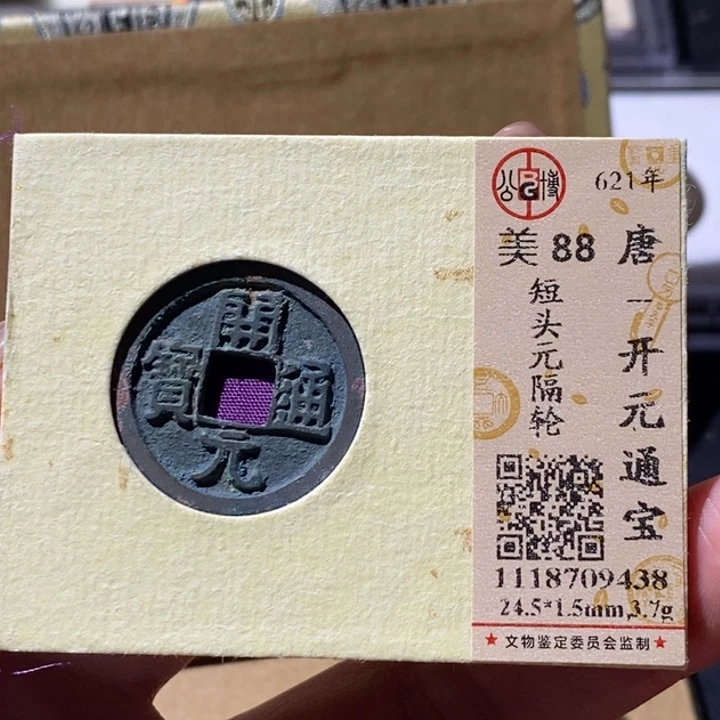 開
通
元
寶
公博
BG
621年
美 88
唐一开元通宝
短头元隔轮
1118709438
24.5*1.5mm,3.7g
★ 文物鉴定委员会监制 ★